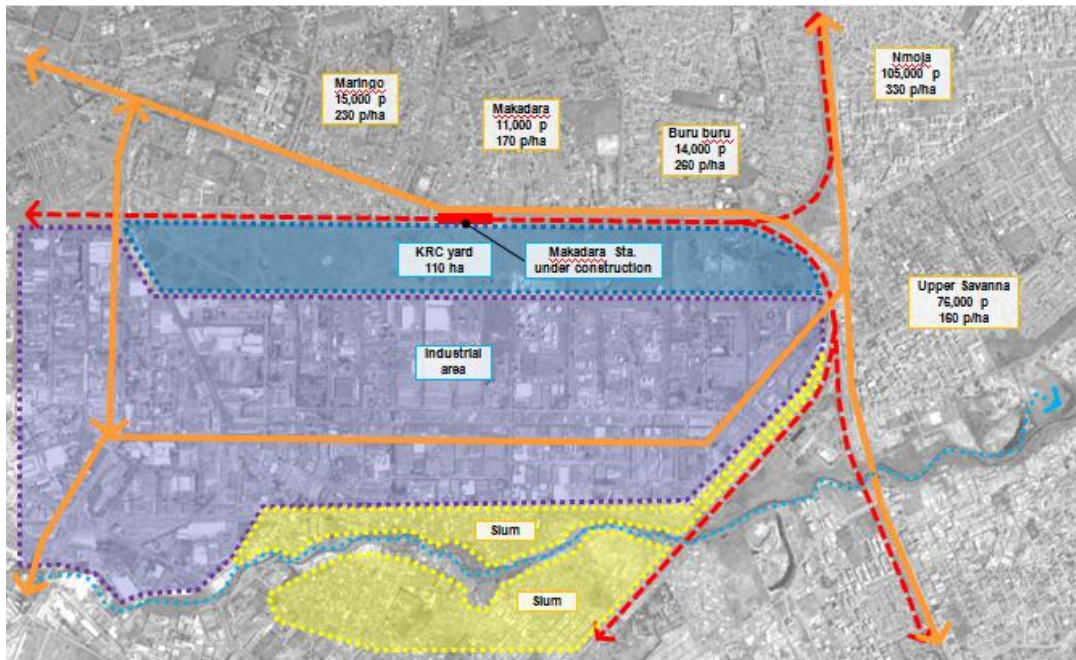 Maringo
15,000 p
230 p/ha
Makadara
11,000 p
170 p/ha
Buru buru
14,000 p
260 p/ha
Nmoja
105,000 p
330 p/ha
KRC yard
110 ha
Makadara Sta.
under construction
Upper Savanna
76,000 p
160 p/ha
Industrial
area
Slum
Slum